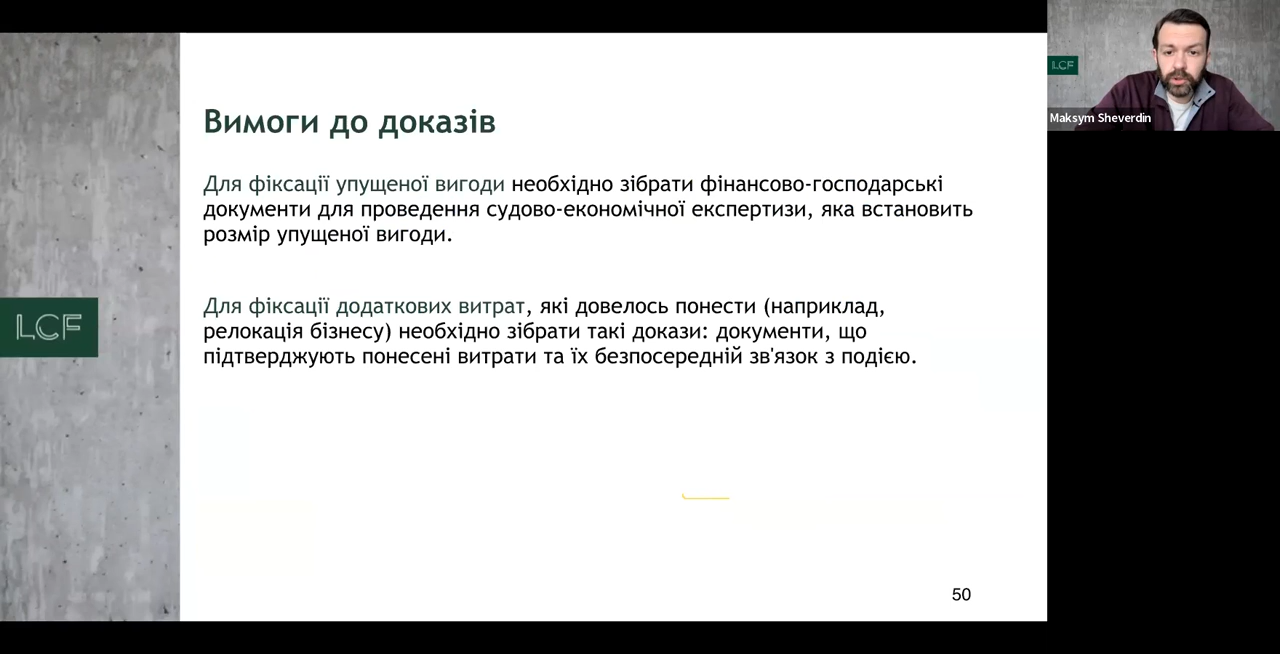 Вимоги до доказів
Для фіксації упущеної вигоди необхідно зібрати фінансово-господарські
документи для проведення судово-економічної експертизи, яка встановить
розмір упущеної вигоди.
Для фіксації додаткових витрат, які довелось понести (наприклад,
релокація бізнесу) необхідно зібрати такі докази: документи, що
підтверджують понесені витрати та їх безпосередній зв'язок з подією.
LCF
50
LCF
Maksym Sheverdin